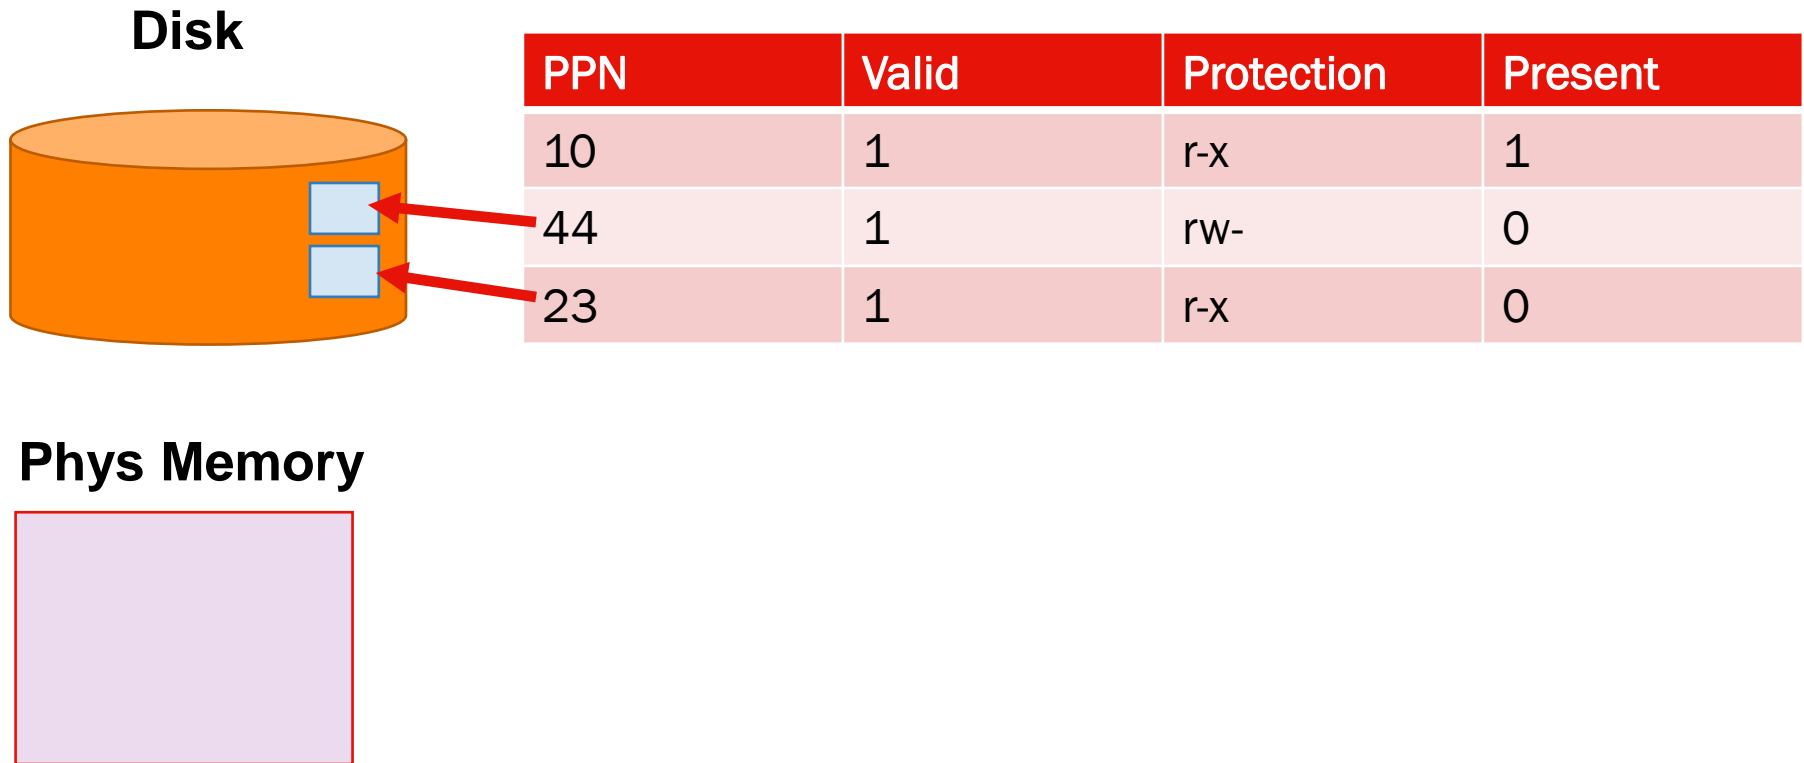 Disk
PPN Valid Protection Present
10 1 r-x 1
44 1 rw- 0
23 1 r-x 0
Phys Memory